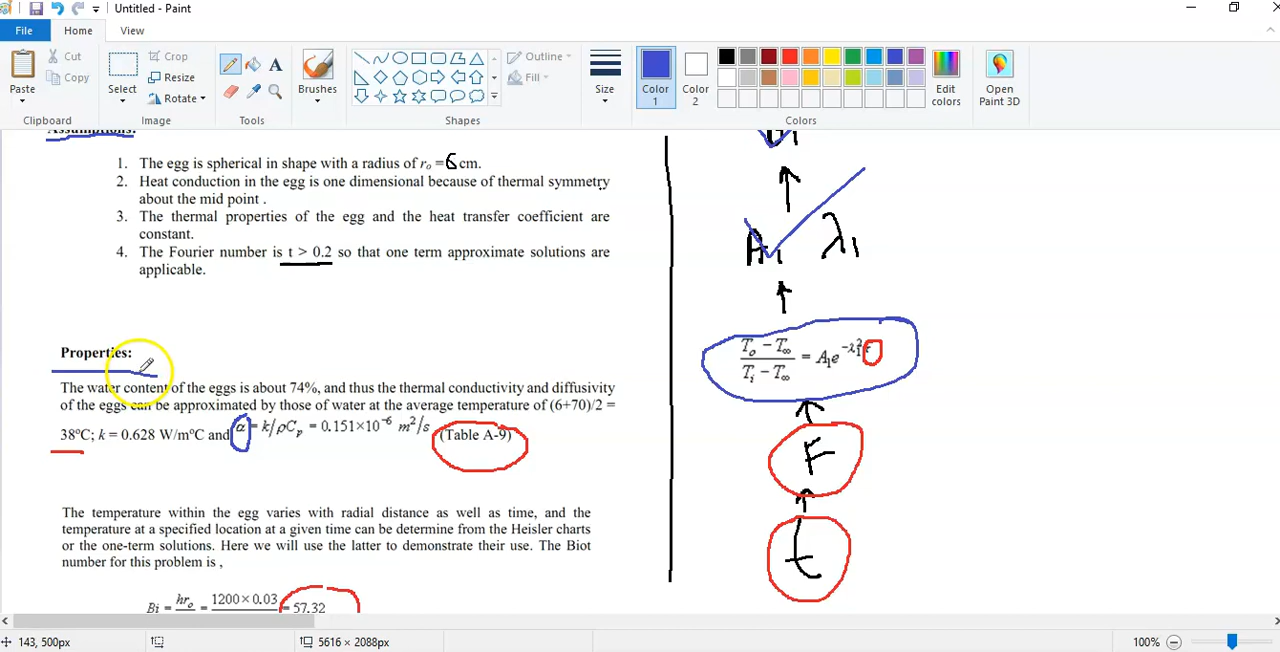 Untitled - Paint
File Home View
Paste
Cut
Copy
Clipboard
Select
Crop
Resize
Rotate
Image
A
Tools
Brushes
Outline
Fill
Shapes
Size
Color 1
Color 2
Edit colors
Colors
Open Paint 3D
Assumptions:
1. The egg is spherical in shape with a radius of rₒ = 6 cm.
2. Heat conduction in the egg is one dimensional because of thermal symmetry
about the mid point .
3. The thermal properties of the egg and the heat transfer coefficient are
constant.
4. The Fourier number is t > 0.2 so that one term approximate solutions are
applicable.
Properties:
The water content of the eggs is about 74%, and thus the thermal conductivity and diffusivity
of the eggs can be approximated by those of water at the average temperature of (6+70)/2 =
38°C; k = 0.628 W/m°C and α = k/ρCₚ = 0.151×10⁻⁶ m²/s (Table A-9)
The temperature within the egg varies with radial distance as well as time, and the
temperature at a specified location at a given time can be determine from the Heisler charts
or the one-term solutions. Here we will use the latter to demonstrate their use. The Biot
number for this problem is ,
Bi = hrₒ = 1200×0.03 = 57.32
A₁ λ₁
Tₒ − T∞ / Tᵢ − T∞ = A₁e^−λ₁²τ
F
t
143, 500px
5616 × 2088px
100%